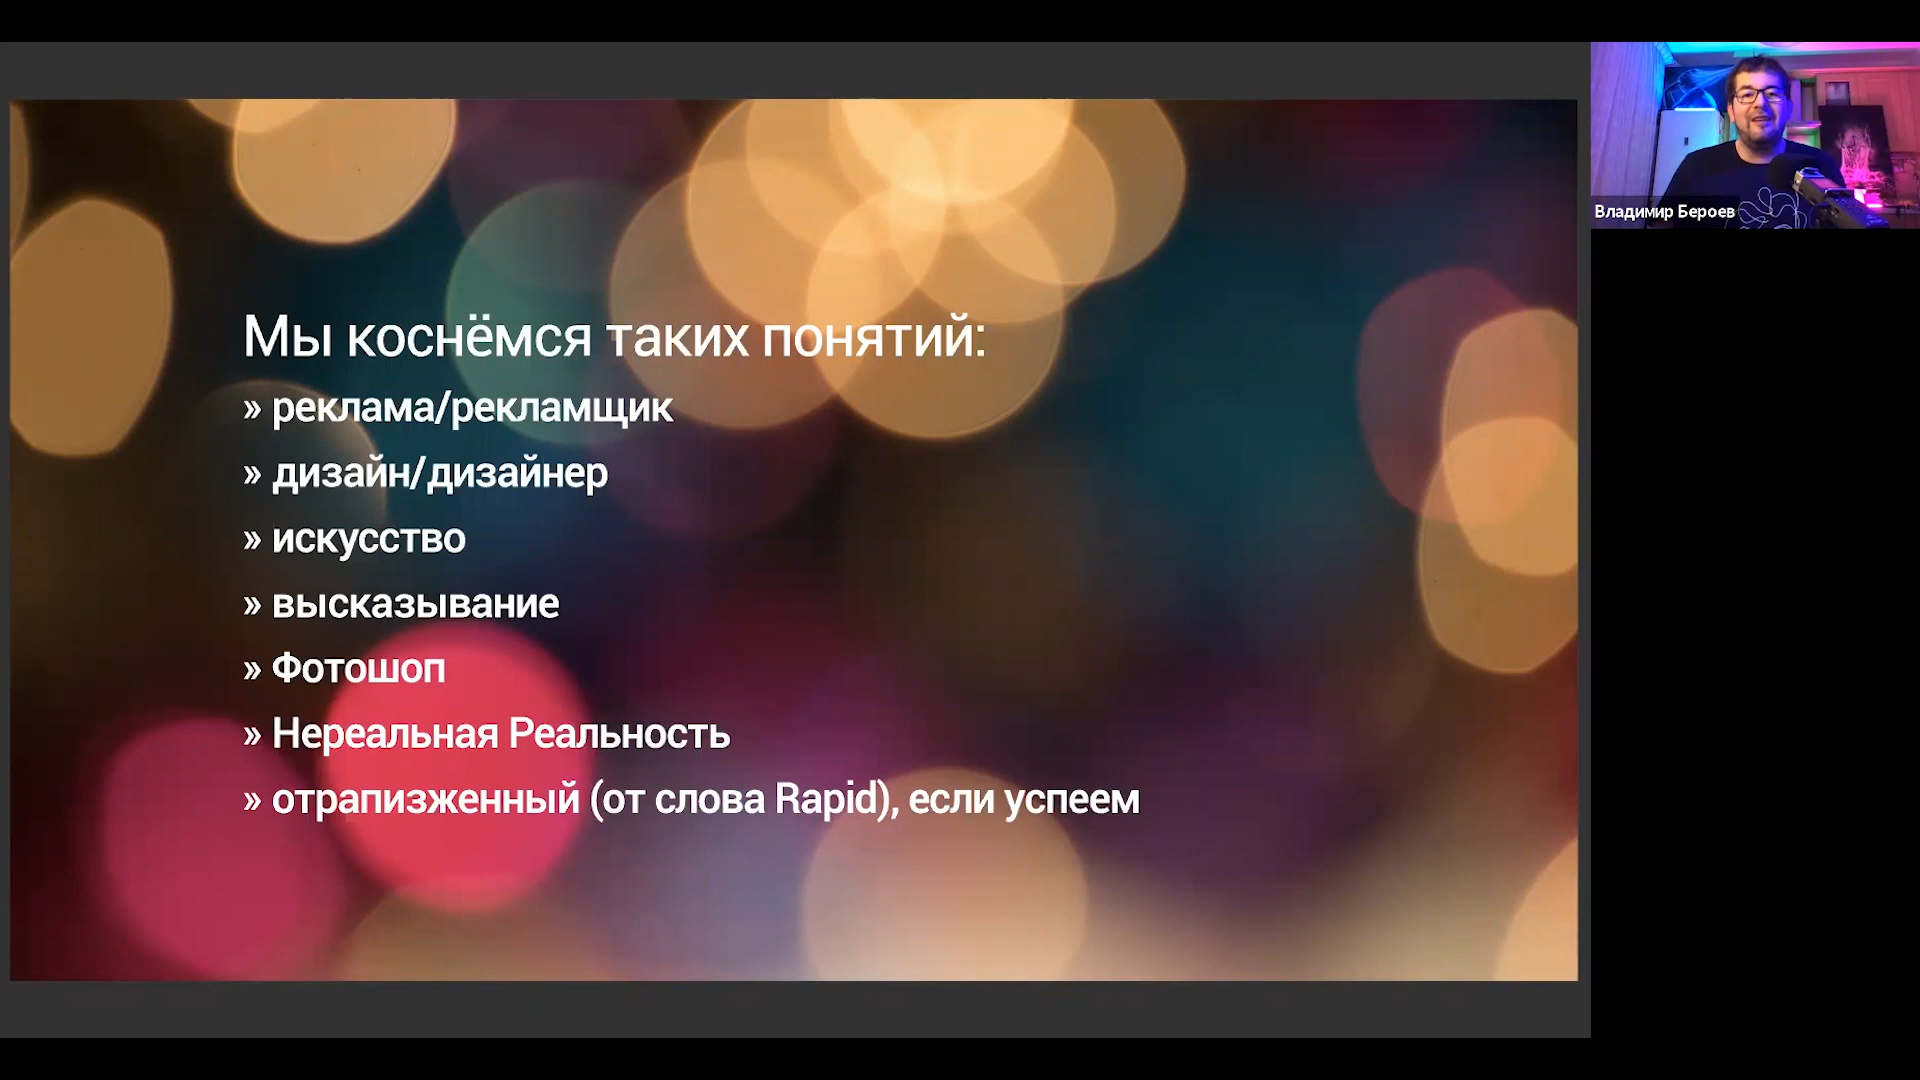 Мы коснёмся таких понятий:
» реклама/рекламщик
» дизайн/дизайнер
» искусство
» высказывание
» Фотошоп
» Нереальная Реальность
» отрапизженный (от слова Rapid), если успеем
Владимир Бероев